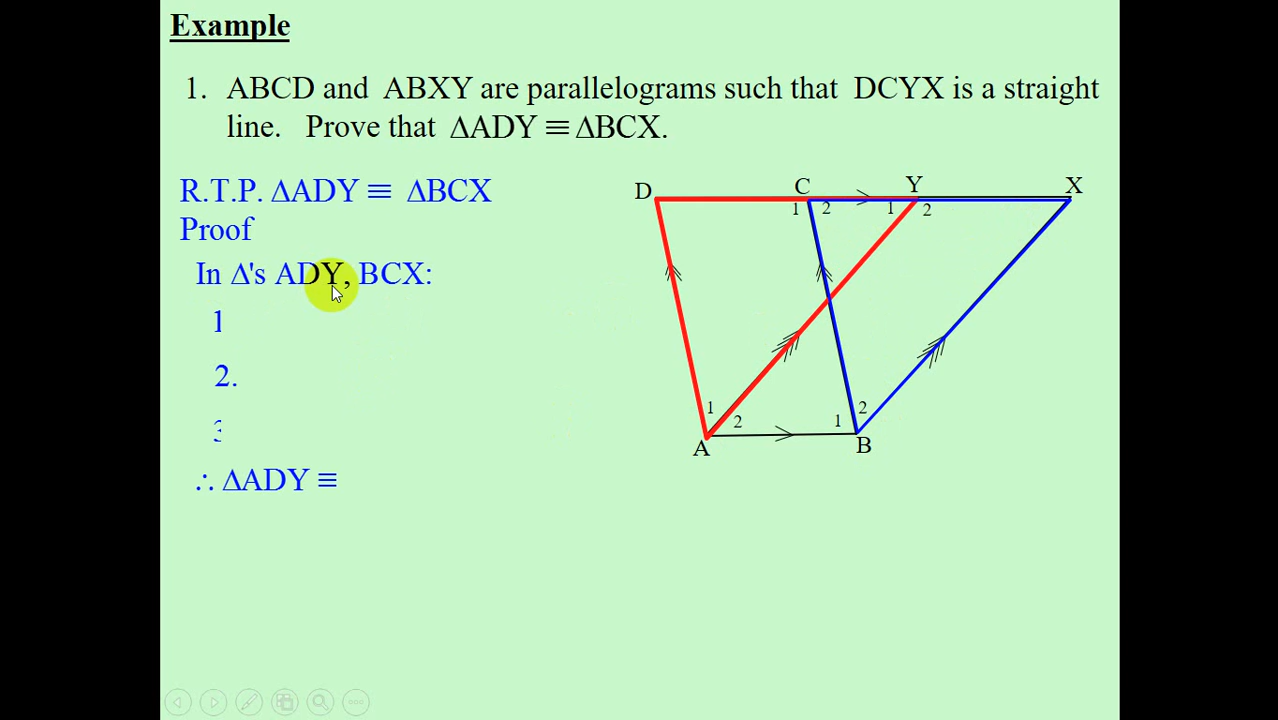 Example
1. ABCD and ABXY are parallelograms such that DCYX is a straight
line. Prove that ΔADY ≡ ΔBCX.
R.T.P. ΔADY ≡ ΔBCX
Proof
In Δ's ADY, BCX:
1
2.
3
∴ ΔADY ≡
D C Y X
1 2 1 2
1 2 1 2
A B